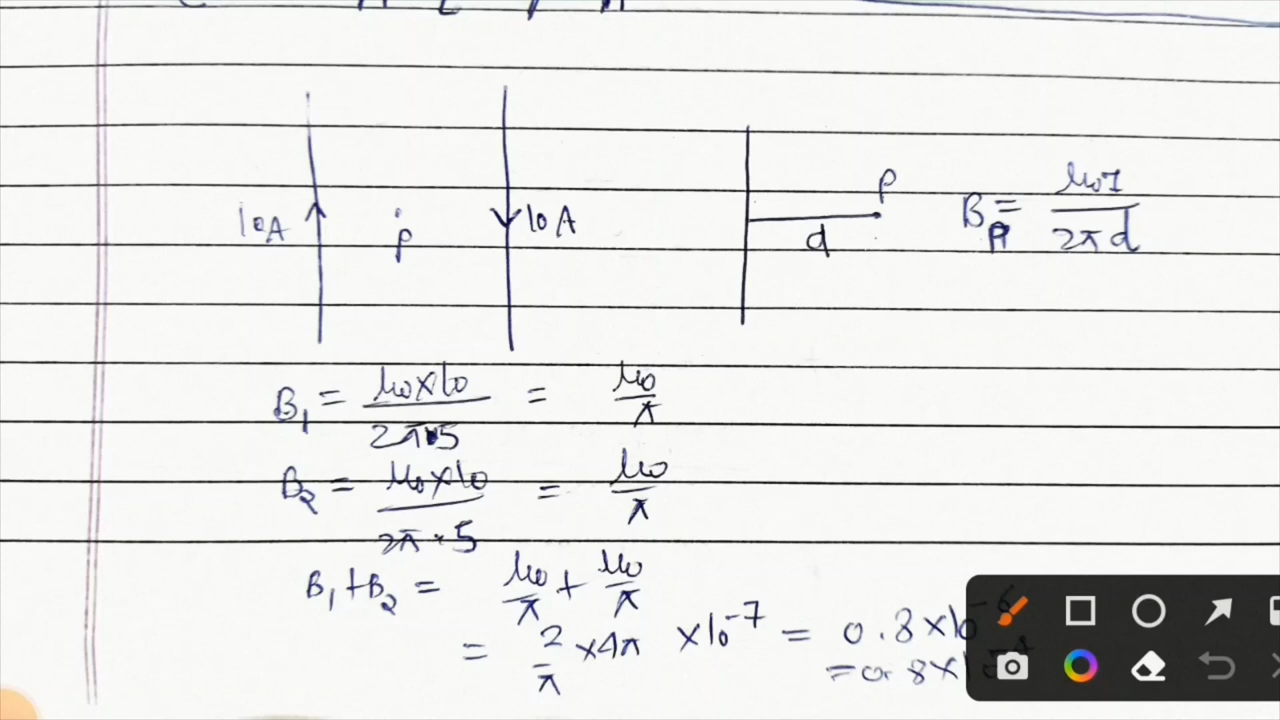 10A
P
10A
P
d
B_P = μ₀I / 2πd
B₁ = μ₀×10 / 2π×5 = μ₀/π
B₂ = μ₀×10 / 2π×5 = μ₀/π
B₁+B₂ = μ₀/π + μ₀/π
= 2/π ×4π ×10⁻⁷ = 0.8×10⁻⁶
=0.8×10